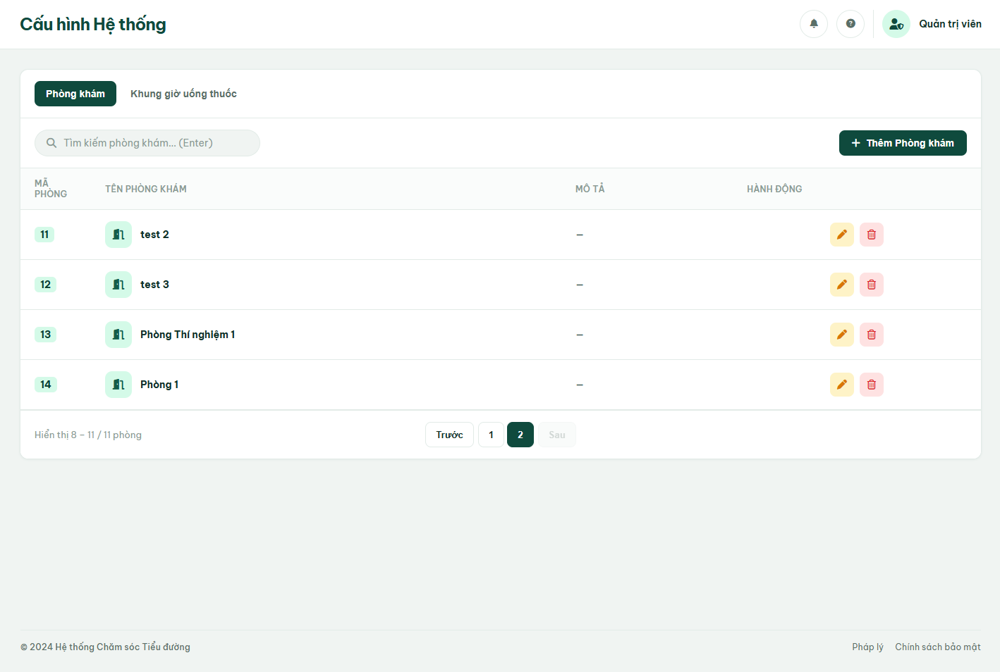 Cấu hình Hệ thống
Quản trị viên
Phòng khám
Khung giờ uống thuốc
Tìm kiếm phòng khám... (Enter)
+ Thêm Phòng khám
MÃ PHÒNG
TÊN PHÒNG KHÁM
MÔ TẢ
HÀNH ĐỘNG
11 test 2 —
12 test 3 —
13 Phòng Thí nghiệm 1 —
14 Phòng 1 —
Hiển thị 8 – 11 / 11 phòng
Trước 1 2 Sau
© 2024 Hệ thống Chăm sóc Tiểu đường
Pháp lý Chính sách bảo mật